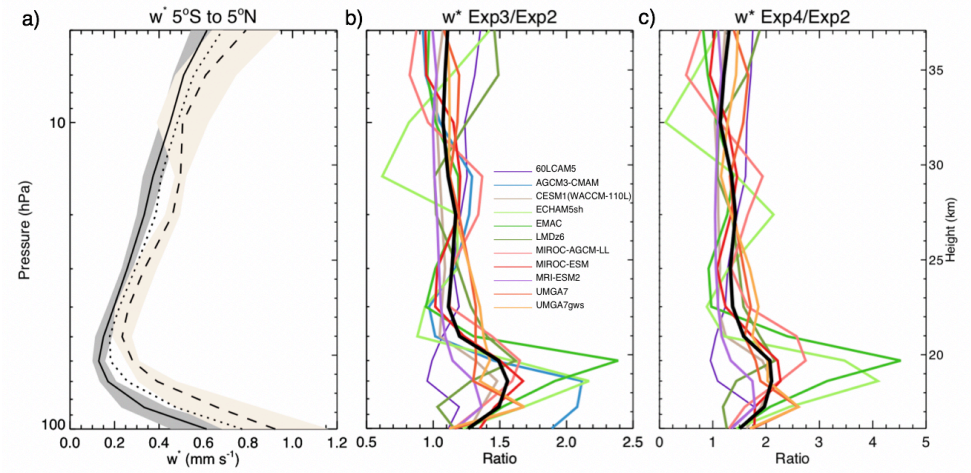 a)
w* 5°S to 5°N
b)
w* Exp3/Exp2
c)
w* Exp4/Exp2
Pressure (hPa)
10
100
0.0 0.2 0.4 0.6 0.8 1.0 1.2
w* (mm s⁻¹)
60LCAM5
AGCM3-CMAM
CESM1(WACCM-110L)
ECHAM5sh
EMAC
LMDz6
MIROC-AGCM-LL
MIROC-ESM
MRI-ESM2
UMGA7
UMGA7gws
0.5 1.0 1.5 2.0 2.5
Ratio
0 1 2 3 4 5
Ratio
35
30
25
20
Height (km)